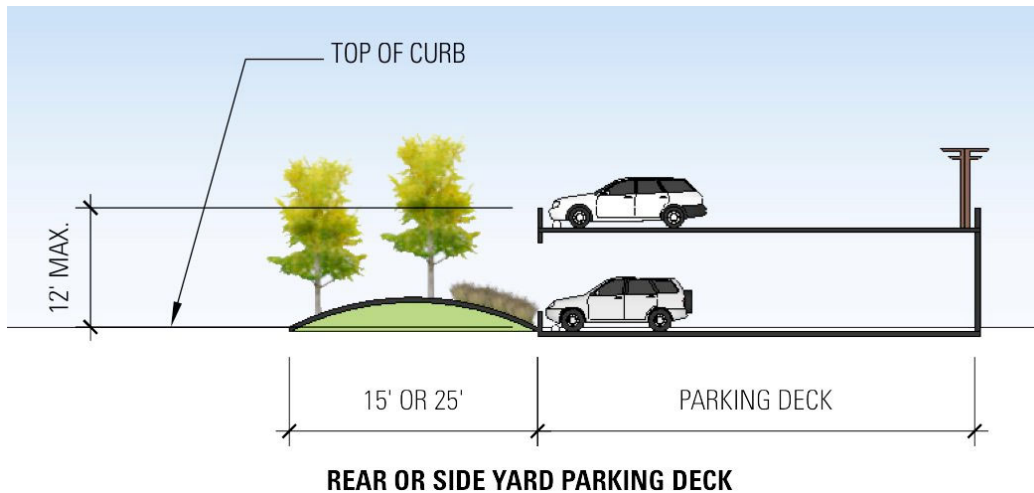 TOP OF CURB
12' MAX.
15' OR 25'
PARKING DECK
REAR OR SIDE YARD PARKING DECK